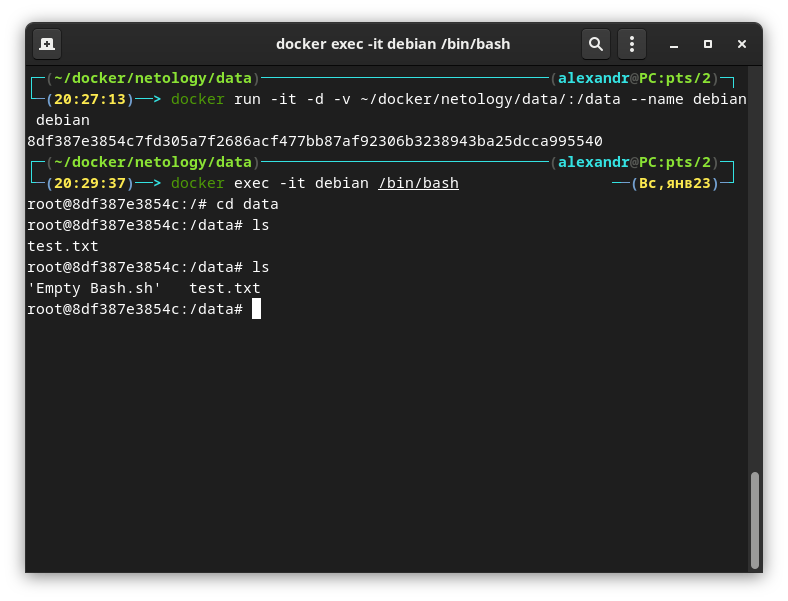 docker exec -it debian /bin/bash
(~/docker/netology/data) (alexandr@PC:pts/2)
(20:27:13)──> docker run -it -d -v ~/docker/netology/data/:/data --name debian
debian
8df387e3854c7fd305a7f2686acf477bb87af92306b3238943ba25dcca995540
(~/docker/netology/data) (alexandr@PC:pts/2)
(20:29:37)──> docker exec -it debian /bin/bash ──(Вс,янв23)
root@8df387e3854c:/# cd data
root@8df387e3854c:/data# ls
test.txt
root@8df387e3854c:/data# ls
'Empty Bash.sh'   test.txt
root@8df387e3854c:/data#